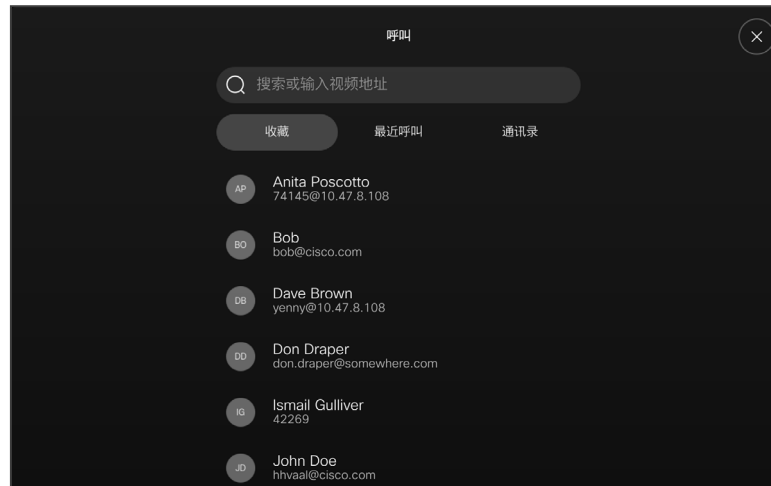 呼叫
搜索或输入视频地址
收藏 最近呼叫 通讯录
AP Anita Poscotto
74145@10.47.8.108
BO Bob
bob@cisco.com
DB Dave Brown
yenny@10.47.8.108
DD Don Draper
don.draper@somewhere.com
IG Ismail Gulliver
42269
JD John Doe
hhvaal@cisco.com